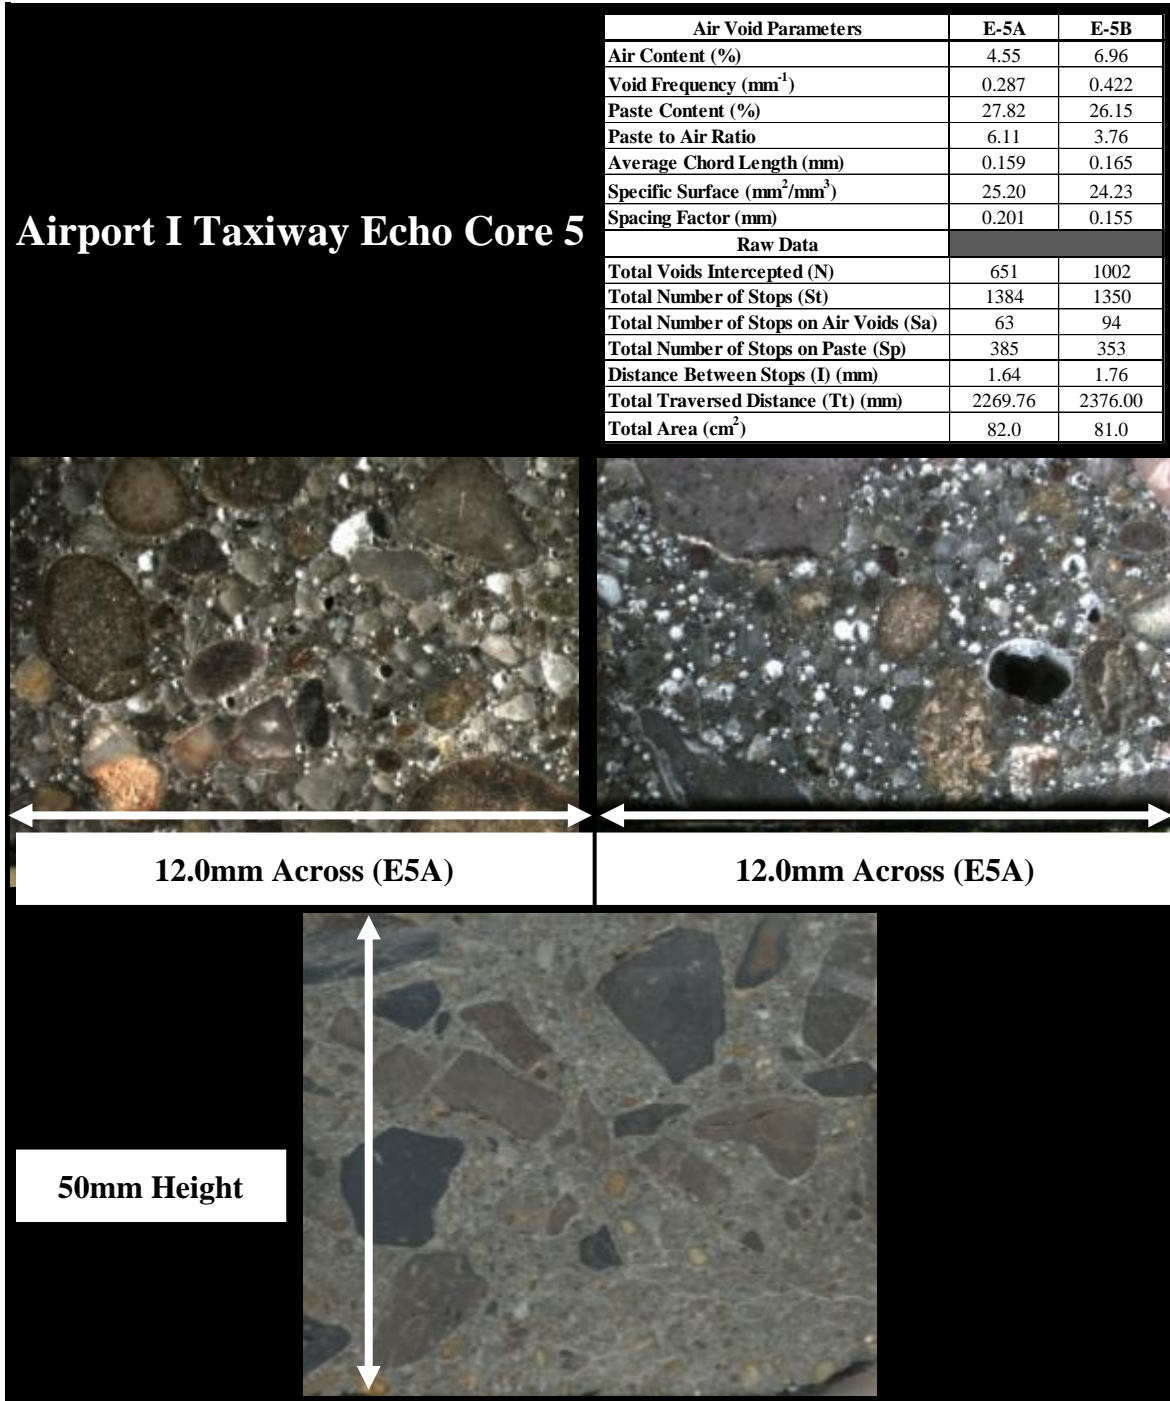 Airport I Taxiway Echo Core 5
Air Void Parameters E-5A E-5B
Air Content (%) 4.55 6.96
Void Frequency (mm-1) 0.287 0.422
Paste Content (%) 27.82 26.15
Paste to Air Ratio 6.11 3.76
Average Chord Length (mm) 0.159 0.165
Specific Surface (mm2/mm3) 25.20 24.23
Spacing Factor (mm) 0.201 0.155
Raw Data
Total Voids Intercepted (N) 651 1002
Total Number of Stops (St) 1384 1350
Total Number of Stops on Air Voids (Sa) 63 94
Total Number of Stops on Paste (Sp) 385 353
Distance Between Stops (I) (mm) 1.64 1.76
Total Traversed Distance (Tt) (mm) 2269.76 2376.00
Total Area (cm2) 82.0 81.0
12.0mm Across (E5A)
12.0mm Across (E5A)
50mm Height